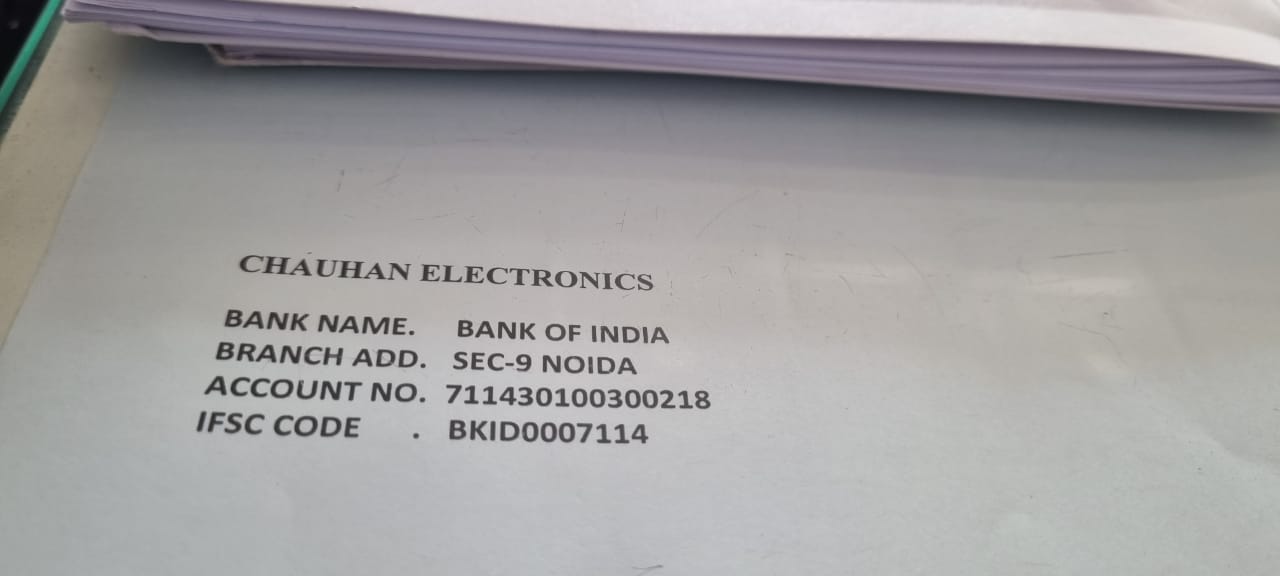 CHAUHAN ELECTRONICS
BANK NAME. BANK OF INDIA
BRANCH ADD. SEC-9 NOIDA
ACCOUNT NO. 711430100300218
IFSC CODE . BKID0007114